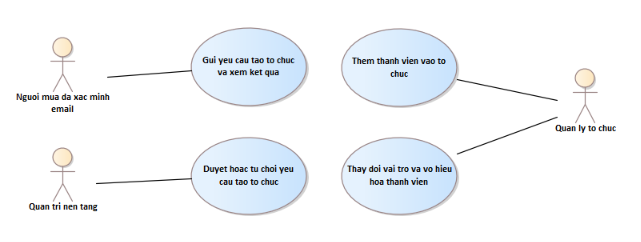 Gui yeu cau tao to chuc
va xem ket qua
Them thanh vien vao to
chuc
Nguoi mua da xac minh
email
Quan ly to chuc
Duyet hoac tu choi yeu
cau tao to chuc
Thay doi vai tro va vo hieu
hoa thanh vien
Quan tri nen tang